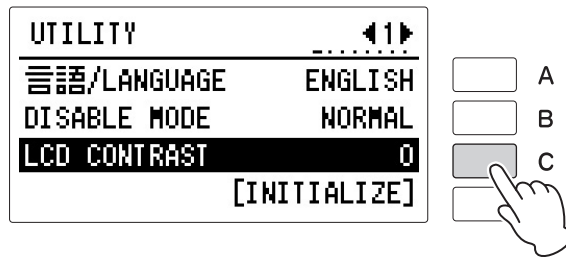 UTILITY ◀1▶
言語/LANGUAGE ENGLISH
DISABLE MODE NORMAL
LCD CONTRAST 0
[INITIALIZE]
A
B
C